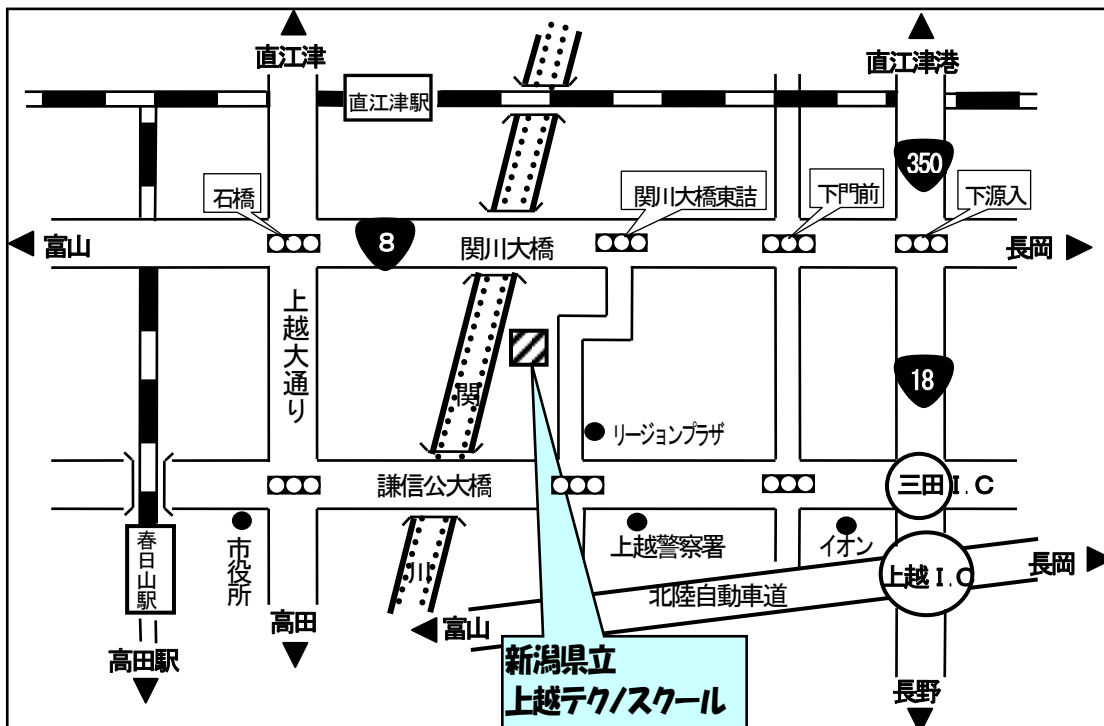 直江津
直江津港
直江津駅
350
石橋
関川大橋東詰
下門前
下源入
富山
8
関川大橋
長岡
上越大通り
18
関
リージョンプラザ
謙信公大橋
三田I.C
春日山駅
市役所
川
上越警察署
イオン
上越I.C
長岡
北陸自動車道
高田
富山
高田駅
新潟県立
上越テクノスクール
長野